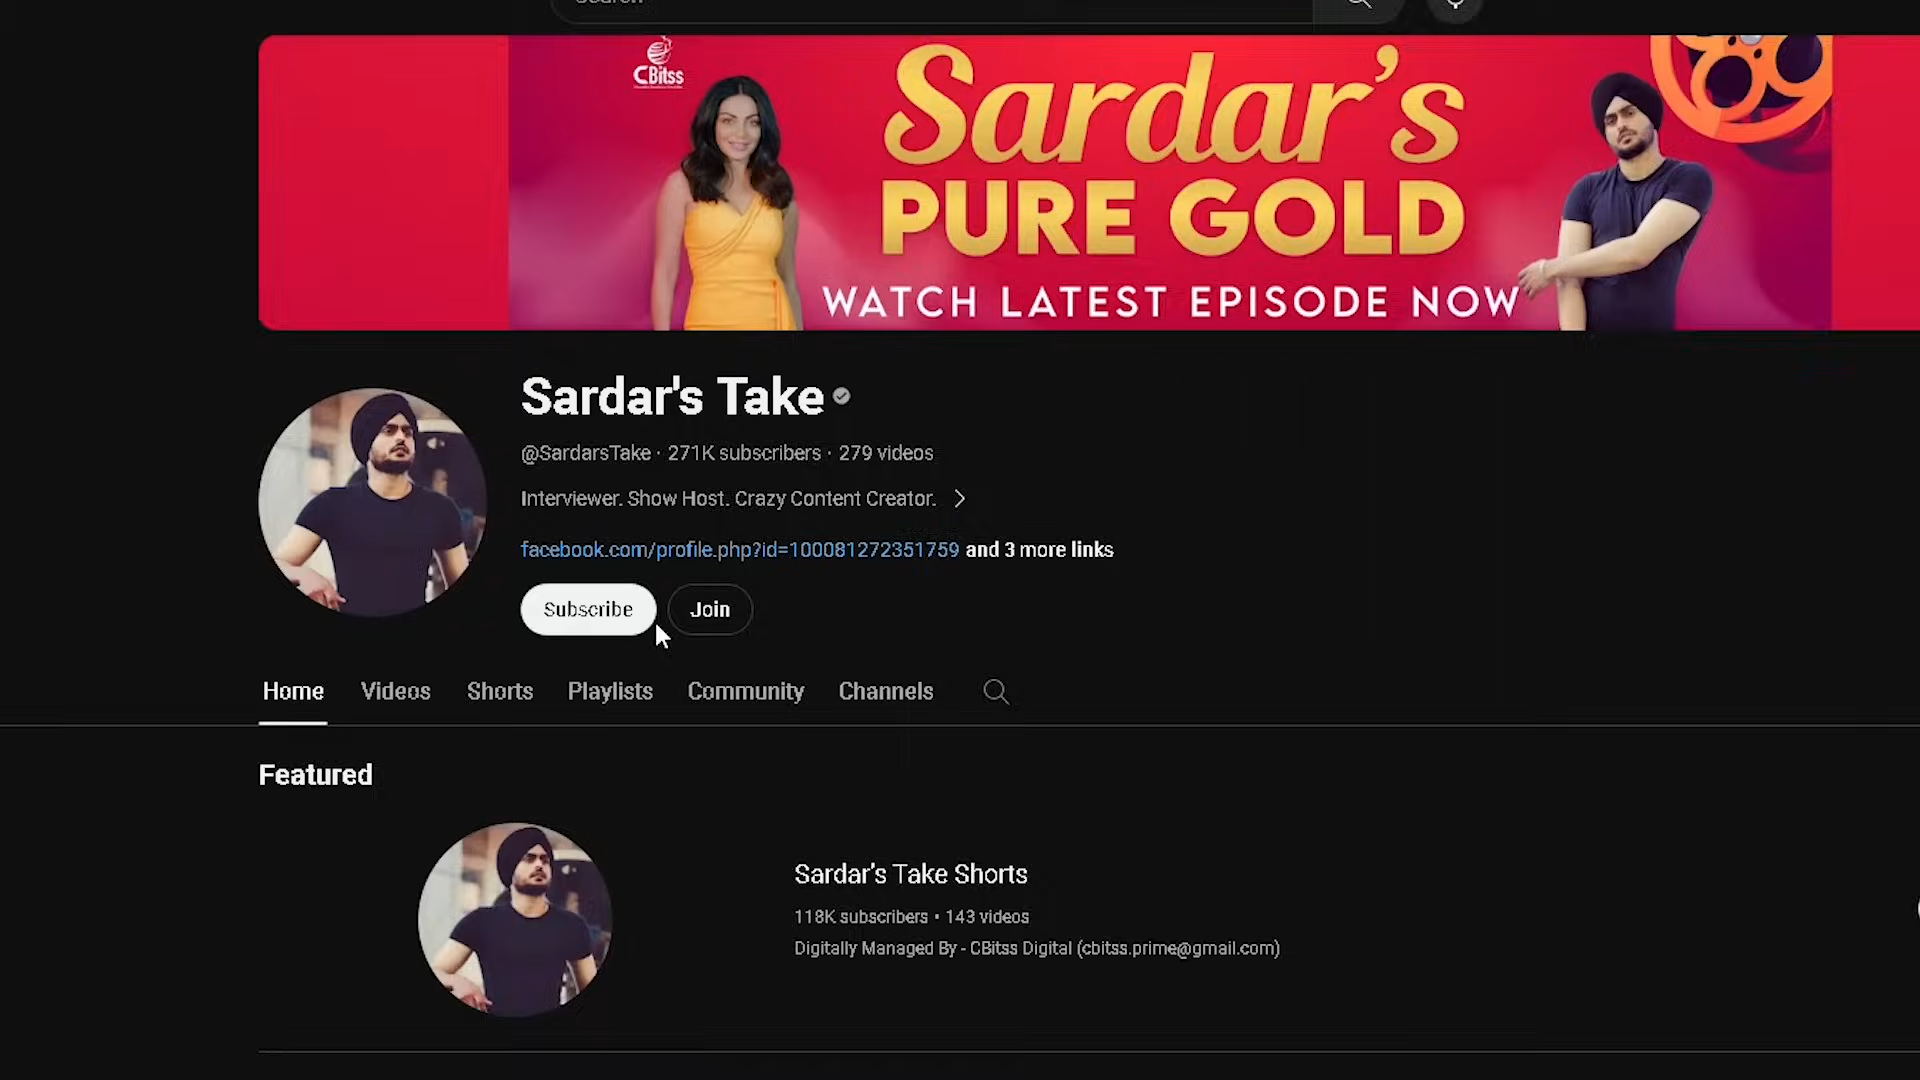 CBitss
Sardar's
PURE GOLD
WATCH LATEST EPISODE NOW
Sardar's Take
@SardarsTake · 271K subscribers · 279 videos
Interviewer. Show Host. Crazy Content Creator.
facebook.com/profile.php?id=100081272351759 and 3 more links
Subscribe Join
Home Videos Shorts Playlists Community Channels
Featured
Sardar's Take Shorts
118K subscribers • 143 videos
Digitally Managed By - CBitss Digital (cbitss.prime@gmail.com)